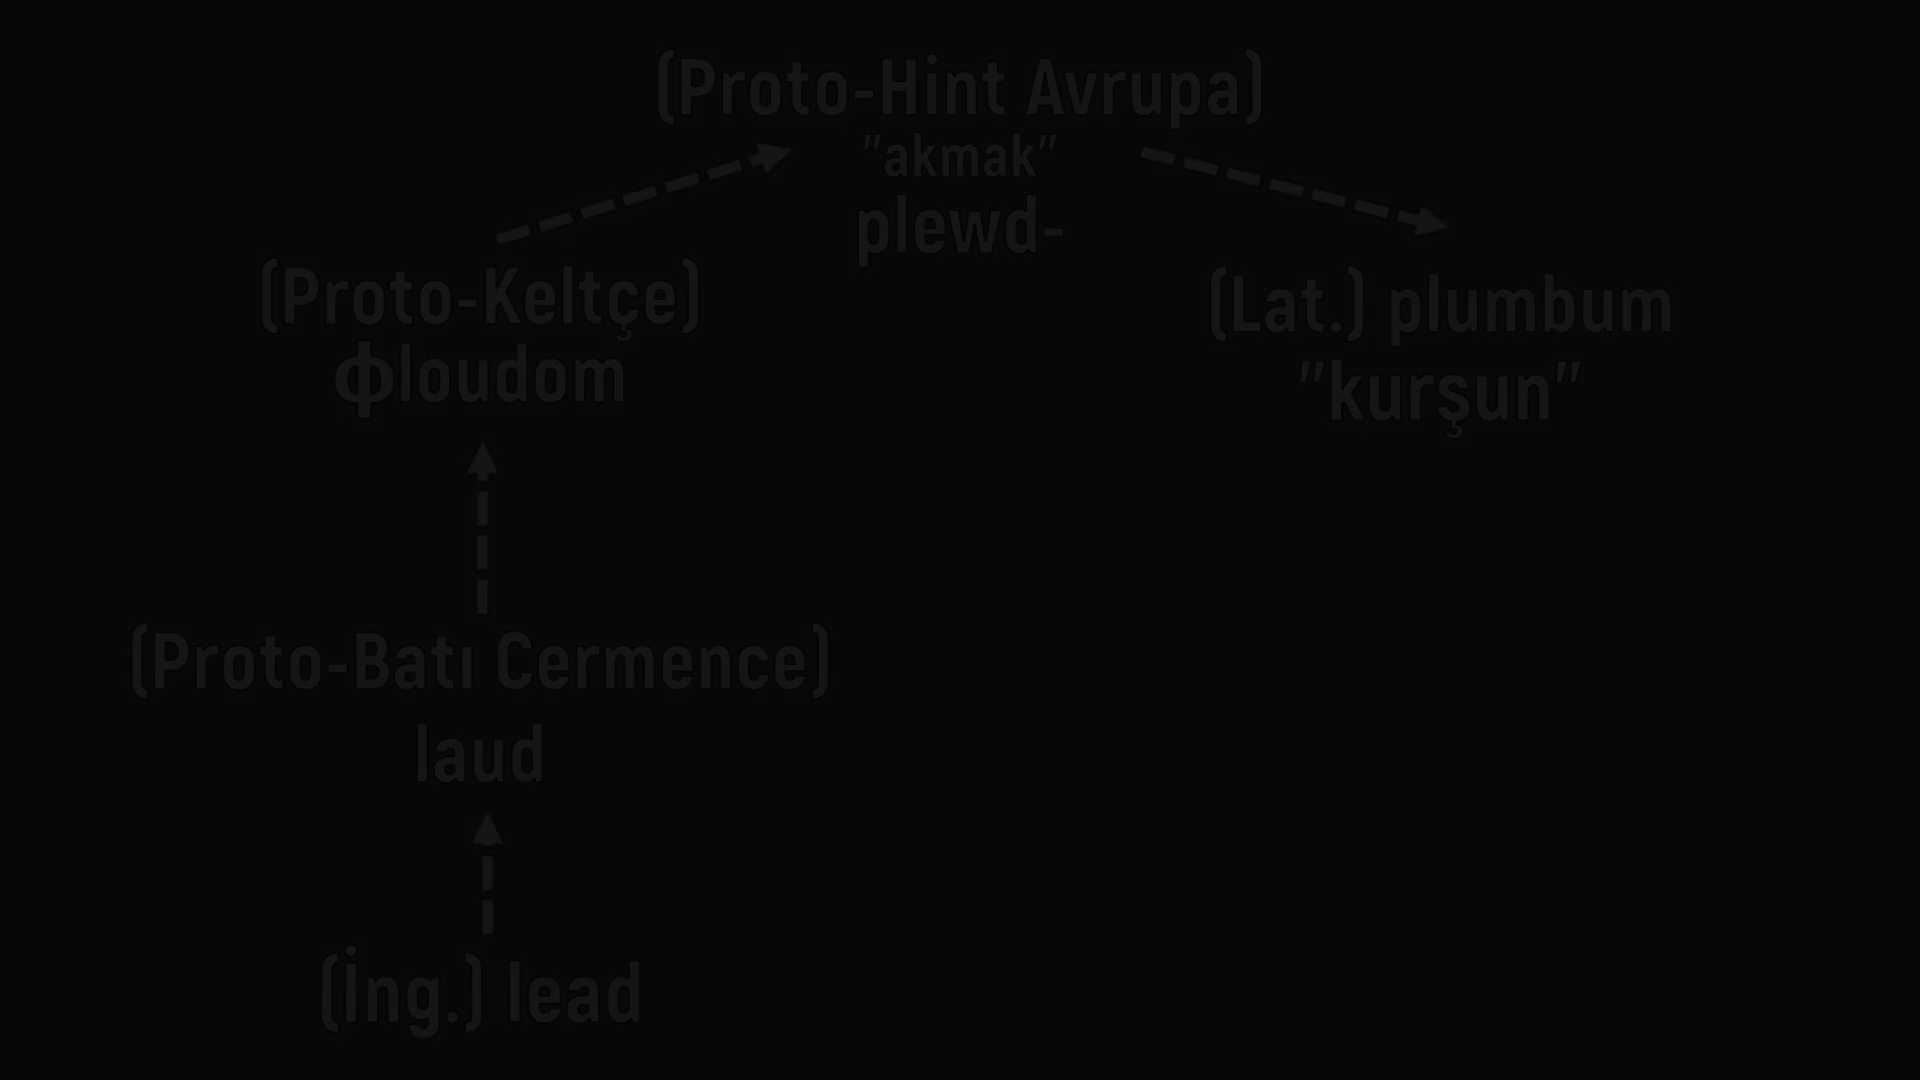 (Proto-Hint Avrupa)
"akmak"
plewd-
(Proto-Keltçe)
ɸloudom
(Lat.) plumbum
"kurşun"
(Proto-Batı Cermence)
laud
(İng.) lead